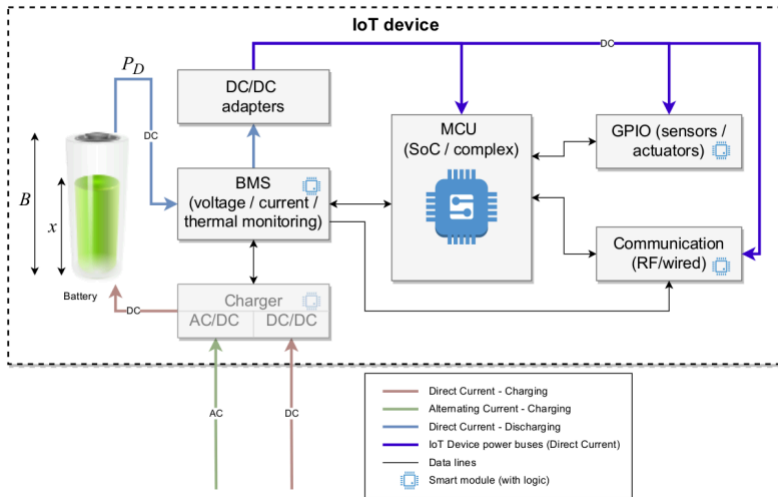 IoT device
P_D
DC
DC
DC/DC
adapters
MCU
(SoC / complex)
GPIO (sensors /
actuators)
B
x
BMS
(voltage / current /
thermal monitoring)
Communication
(RF/wired)
Battery
DC
Charger
AC/DC
DC/DC
AC
DC
Direct Current - Charging
Alternating Current - Charging
Direct Current - Discharging
IoT Device power buses (Direct Current)
Data lines
Smart module (with logic)